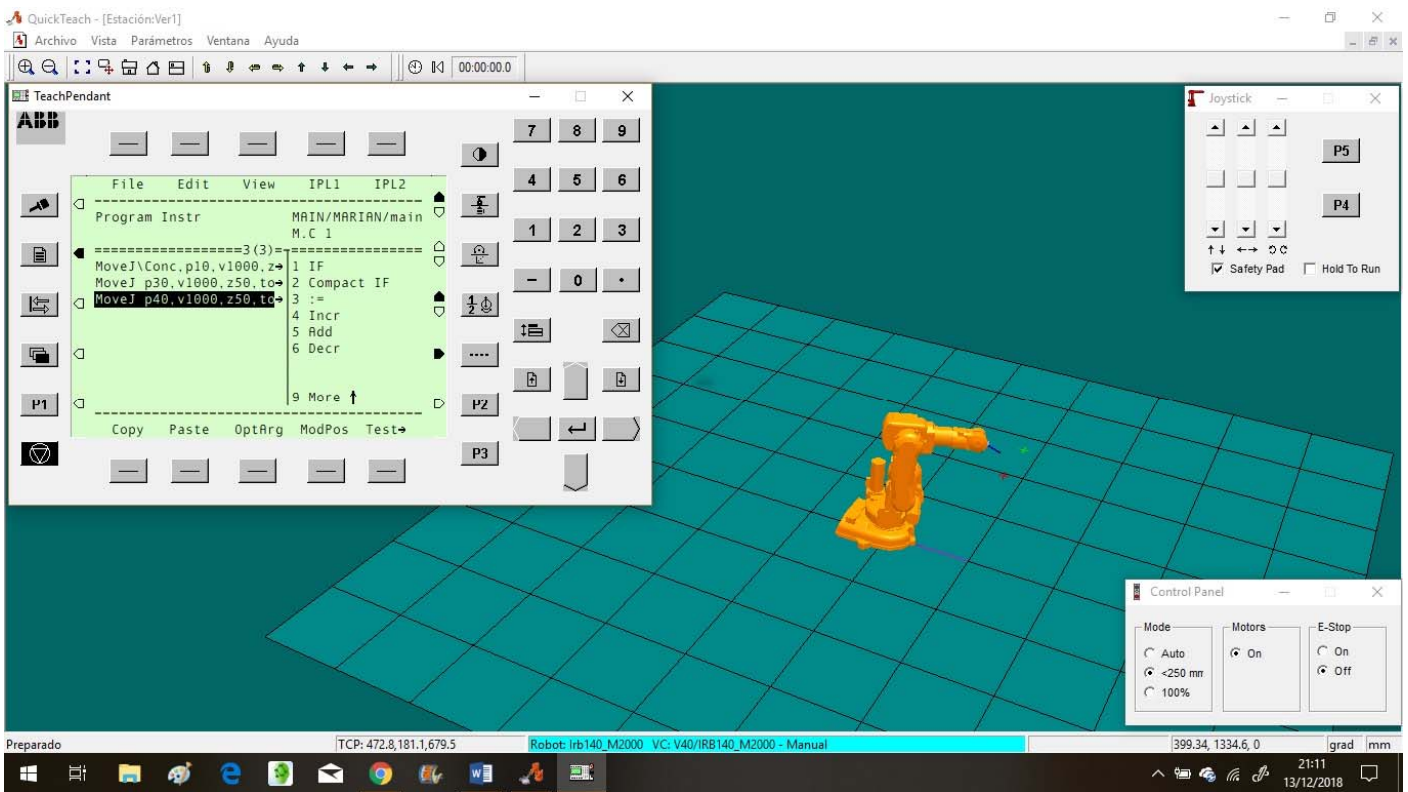 QuickTeach - [Estación:Ver1]
Archivo Vista Parámetros Ventana Ayuda
00:00:00.0
TeachPendant
ABB
7 8 9
4 5 6
1 2 3
- 0 .
File Edit View IPL1 IPL2
Program Instr MAIN/MARIAN/main
M.C 1
3(3)=
MoveJ\Conc,p10,v1000,z→ 1 IF
MoveJ p30,v1000,z50,to→ 2 Compact IF
MoveJ p40,v1000,z50,to→ 3 :=
4 Incr
5 Add
6 Decr
9 More ↑
Copy Paste OptArg ModPos Test→
P1
P2
P3
Joystick
P5
P4
Safety Pad Hold To Run
Control Panel
Mode Motors E-Stop
Auto On On
<250 mm Off
100%
Preparado TCP: 472.8,181.1,679.5 Robot: Irb140_M2000 VC: V40/IRB140_M2000 - Manual 399.34, 1334.6, 0 grad mm
21:11
13/12/2018